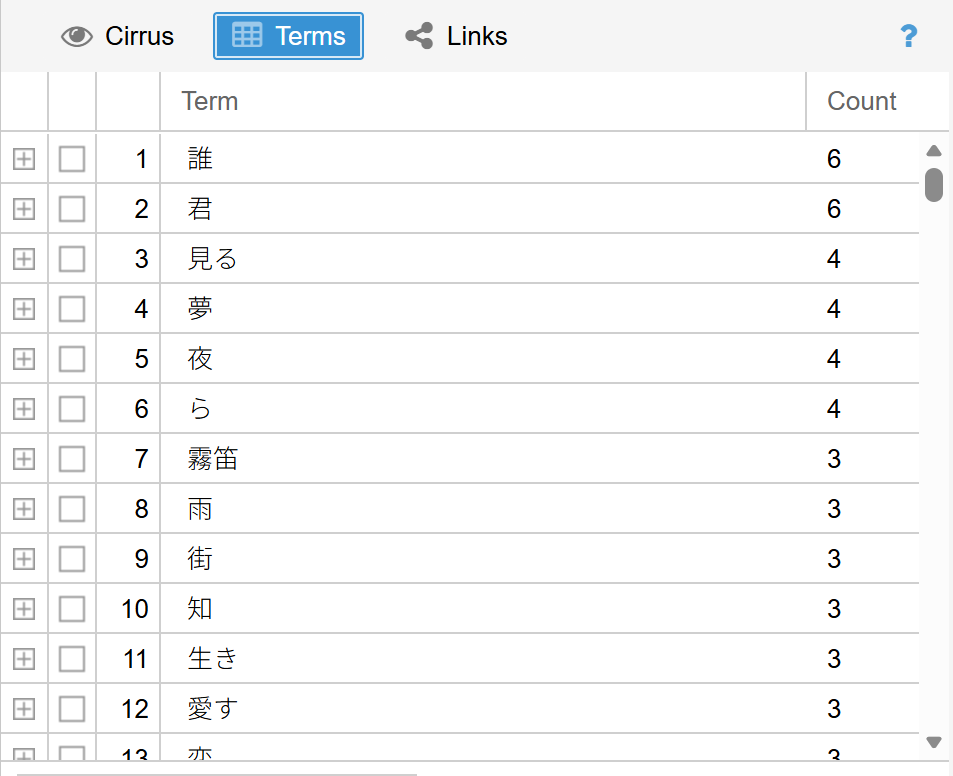 Cirrus Terms Links ?
Term Count
1 誰 6
2 君 6
3 見る 4
4 夢 4
5 夜 4
6 ら 4
7 霧笛 3
8 雨 3
9 街 3
10 知 3
11 生き 3
12 愛す 3
13 恋 3